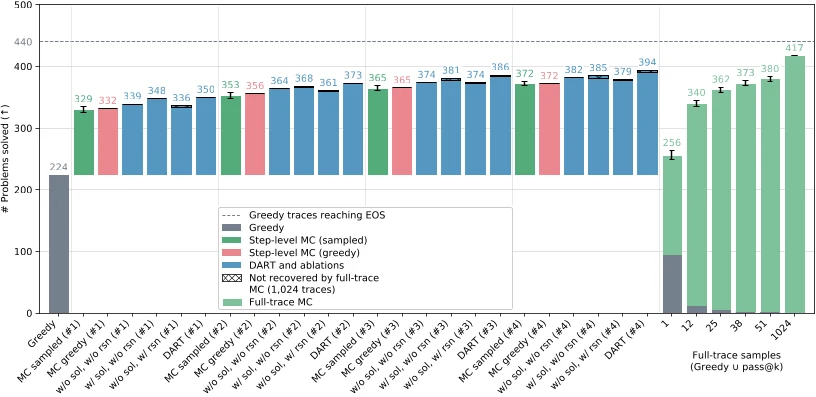 500
440
400
300
200
100
0
# Problems solved (↑)
224
329
332
339
348
336
350
353
356
364
368
361
373
365
365
374
381
374
386
372
372
382
385
379
394
256
340
362
373
380
417
Greedy traces reaching EOS
Greedy
Step-level MC (sampled)
Step-level MC (greedy)
DART and ablations
Not recovered by full-trace
MC (1,024 traces)
Full-trace MC
Greedy
MC sampled (#1)
MC greedy (#1)
w/o sol, w/o rsn (#1)
w/ sol, w/o rsn (#1)
w/o sol, w/ rsn (#1)
DART (#1)
MC sampled (#2)
MC greedy (#2)
w/o sol, w/o rsn (#2)
w/ sol, w/o rsn (#2)
w/o sol, w/ rsn (#2)
DART (#2)
MC sampled (#3)
MC greedy (#3)
w/o sol, w/o rsn (#3)
w/ sol, w/o rsn (#3)
w/o sol, w/ rsn (#3)
DART (#3)
MC sampled (#4)
MC greedy (#4)
w/o sol, w/o rsn (#4)
w/ sol, w/o rsn (#4)
w/o sol, w/ rsn (#4)
DART (#4)
1
12
25
38
51
1024
Full-trace samples
(Greedy ∪ pass@k)